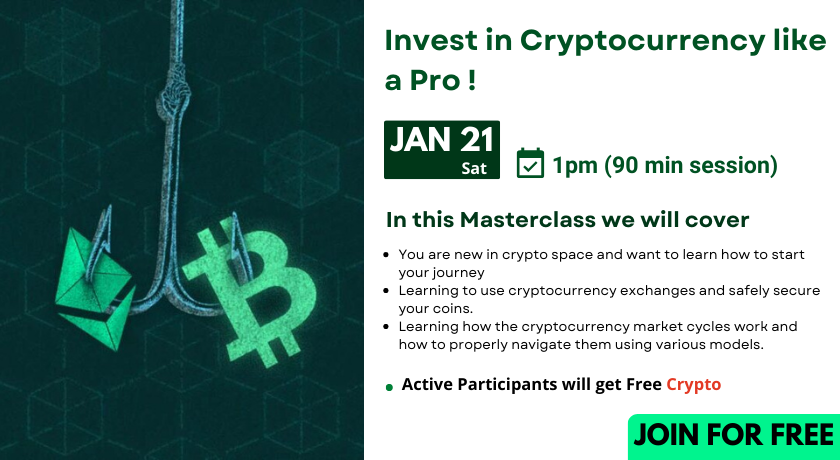 Invest in Cryptocurrency like
a Pro !
JAN 21
Sat
1pm (90 min session)
In this Masterclass we will cover
• You are new in crypto space and want to learn how to start
your journey
• Learning to use cryptocurrency exchanges and safely secure
your coins.
• Learning how the cryptocurrency market cycles work and
how to properly navigate them using various models.
• Active Participants will get Free Crypto
JOIN FOR FREE